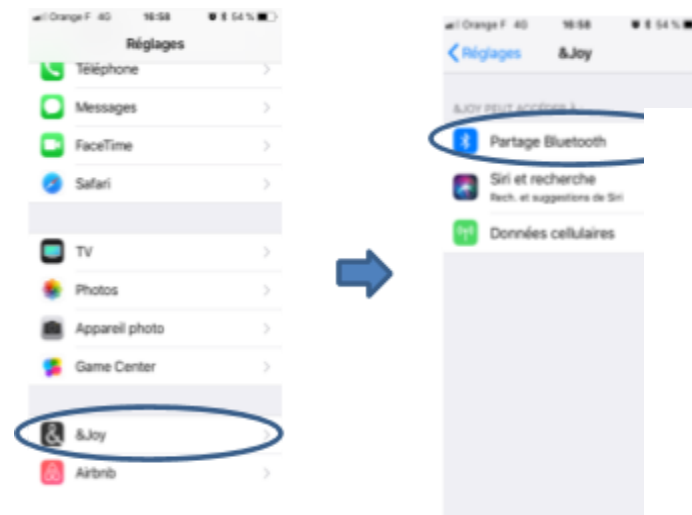 Orange F 4G 16:58 54 %
Réglages
Téléphone
Messages
FaceTime
Safari
TV
Photos
Appareil photo
Game Center
&Joy
Airbnb
Orange F 4G 16:58 54 %
Réglages &Joy
&JOY PEUT ACCÉDER À :
Partage Bluetooth
Siri et recherche
Rech. et suggestions de Siri
Données cellulaires